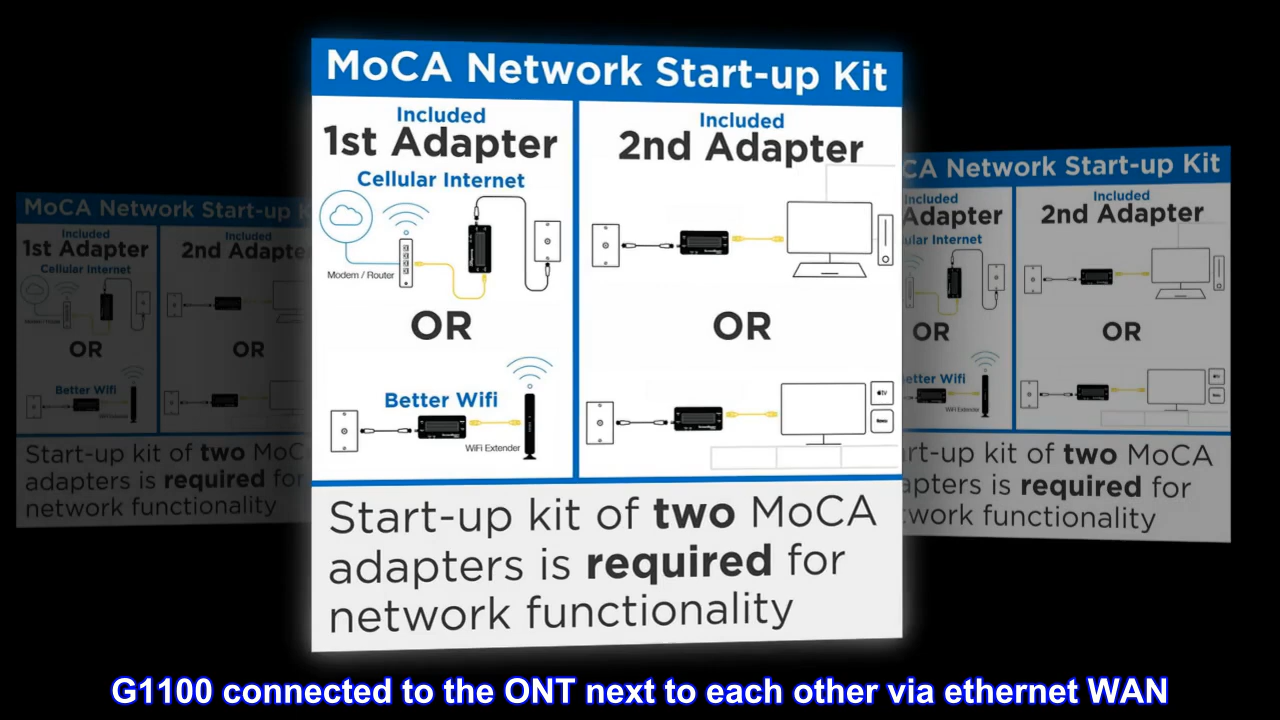 MoCA Network Start-up Kit
Included
1st Adapter
Cellular Internet
Modem / Router
OR
Better Wifi
WiFi Extender
Included
2nd Adapter
OR
Start-up kit of two MoCA
adapters is required for
network functionality
MoCA Network Start-up K
Included
1st Adapter
Cellular Internet
OR
Better Wifi
Included
2nd Adapte
OR
Start-up kit of two MoC
adapters is required for
network functionality
CA Network Start-up Kit
Included
Adapter
ular Internet
OR
etter Wifi
WiFi Extender
Included
2nd Adapter
OR
rt-up kit of two MoCA
apters is required for
work functionality
G1100 connected to the ONT next to each other via ethernet WAN